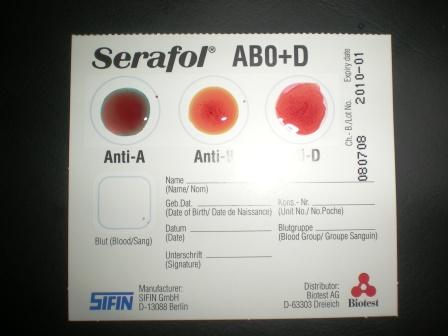 Serafol® AB0+D
Anti-A
Name
(Name/ Nom)
Geb.Dat.
(Date of Birth/ Date de Naissance)
Kons.- Nr.
(Unit No./ No.Poche)
Datum
(Date)
Blutgruppe
(Blood Group/ Groupe Sanguin)
Unterschrift
(Signature)
Blut (Blood/Sang)
Ch.- B./Lot No.
Expiry date
080708
2010-01
SIFIN
Manufacturer:
SIFIN GmbH
D-13088 Berlin
Distributor:
Biotest AG
D-63303 Dreieich
Biotest